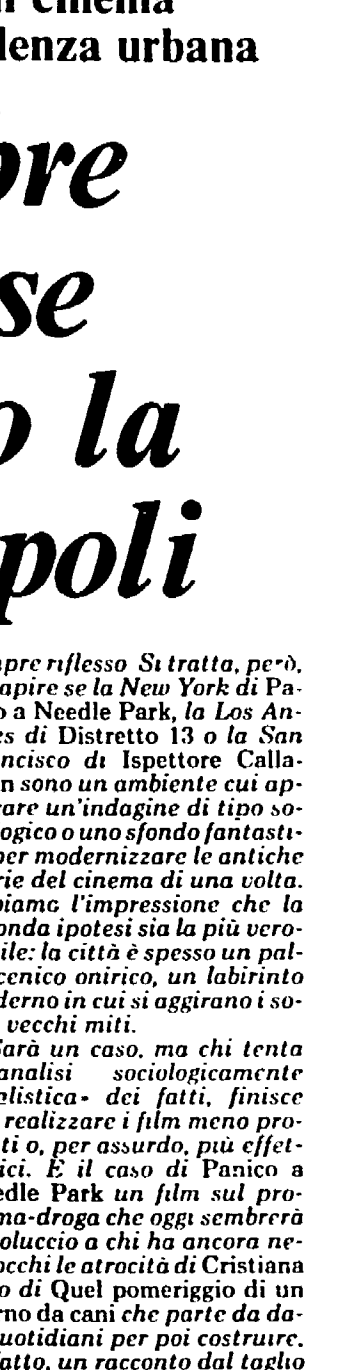 cinema
lenza urbana
ore
se
o la
poli
pre riflesso Si tratta, però,
apire se la New York di Pa-
o a Needle Park, la Los An-
es di Distretto 13 o la San
ncisco di Ispettore Calla-
n sono un ambiente cui ap-
are un'indagine di tipo so-
ogico o uno sfondo fantasti-
per modernizzare le antiche
rie del cinema di una volta.
biamo l'impressione che la
onda ipotesi sia la più vero-
ile: la città è spesso un pal-
cenico onirico, un labirinto
derno in cui si aggirano i so-
vecchi miti.
Sarà un caso, ma chi tenta
analisi sociologicamente
alistica» dei fatti, finisce
realizzare i film meno pro-
ti o, per assurdo, più effet-
ici. È il caso di Panico a
edle Park un film sul pro-
ma-droga che oggi sembrerà
oluccio a chi ha ancora ne-
occhi le atrocità di Cristiana
o di Quel pomeriggio di un
rno da cani che parte da da-
uotidiani per poi costruire,
fatto, un racconto dal taglio